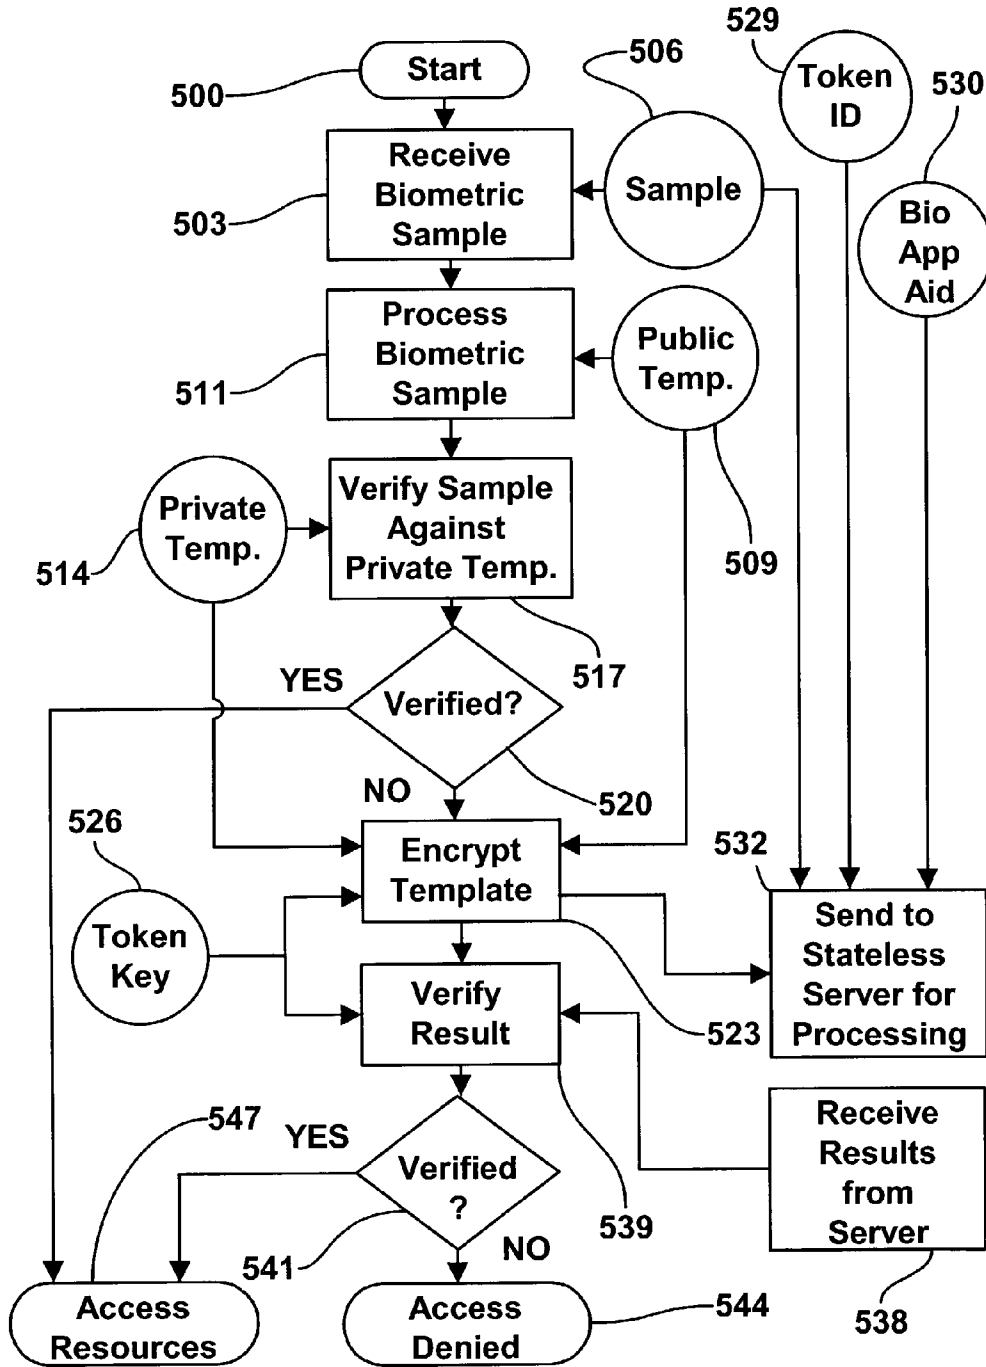 529
506
Start
500
Token
ID
530
Receive
Biometric
Sample
Sample
503
Bio
App
Aid
Process
Biometric
Sample
Public
Temp.
511
Verify Sample
Against
Private Temp.
Private
Temp.
514
509
517
YES
Verified?
NO
520
526
Encrypt
Template
532
Token
Key
Send to
Stateless
Server for
Processing
Verify
Result
523
547
YES
Receive
Results
from
Server
Verified
?
539
541
NO
Access
Resources
Access
Denied
544
538